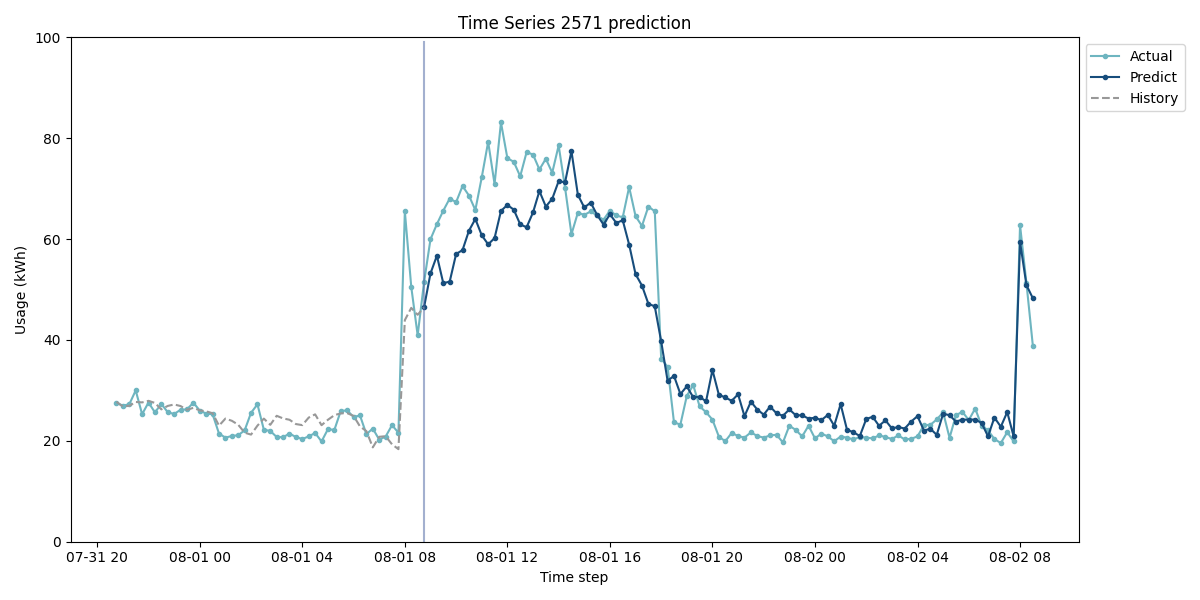 Time Series 2571 prediction
100
80
60
40
20
0
Usage (kWh)
07-31 20
08-01 00
08-01 04
08-01 08
08-01 12
08-01 16
08-01 20
08-02 00
08-02 04
08-02 08
Time step
Actual
Predict
History